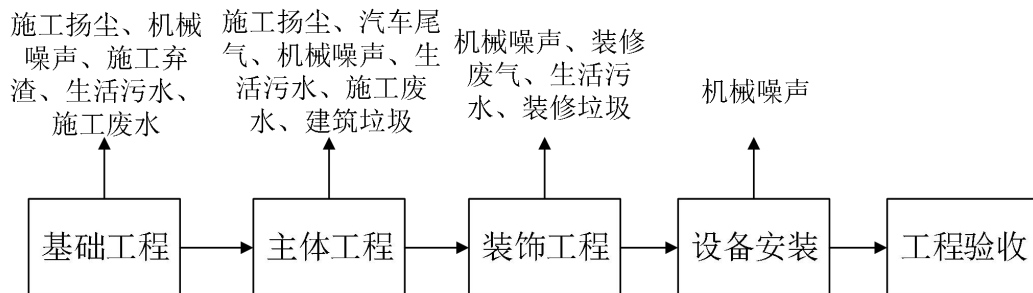 施工扬尘、机械
噪声、施工弃
渣、生活污水、
施工废水
施工扬尘、汽车尾
气、机械噪声、生
活污水、施工废
水、建筑垃圾
机械噪声、装修
废气、生活污
水、装修垃圾
机械噪声
基础工程
主体工程
装饰工程
设备安装
工程验收